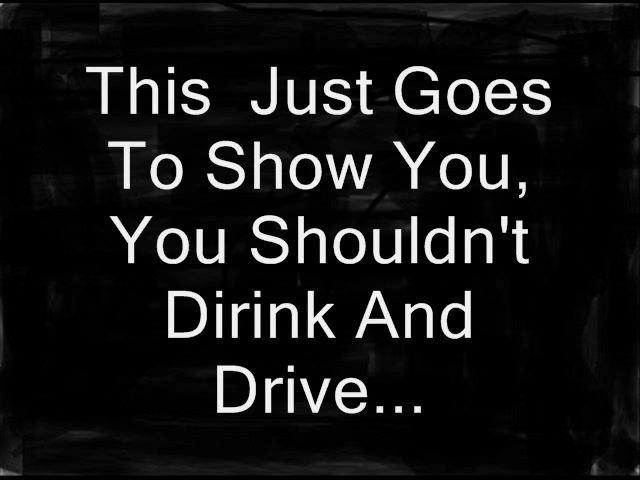 This  Just Goes
To Show You,
You Shouldn't
Dirink And
Drive...